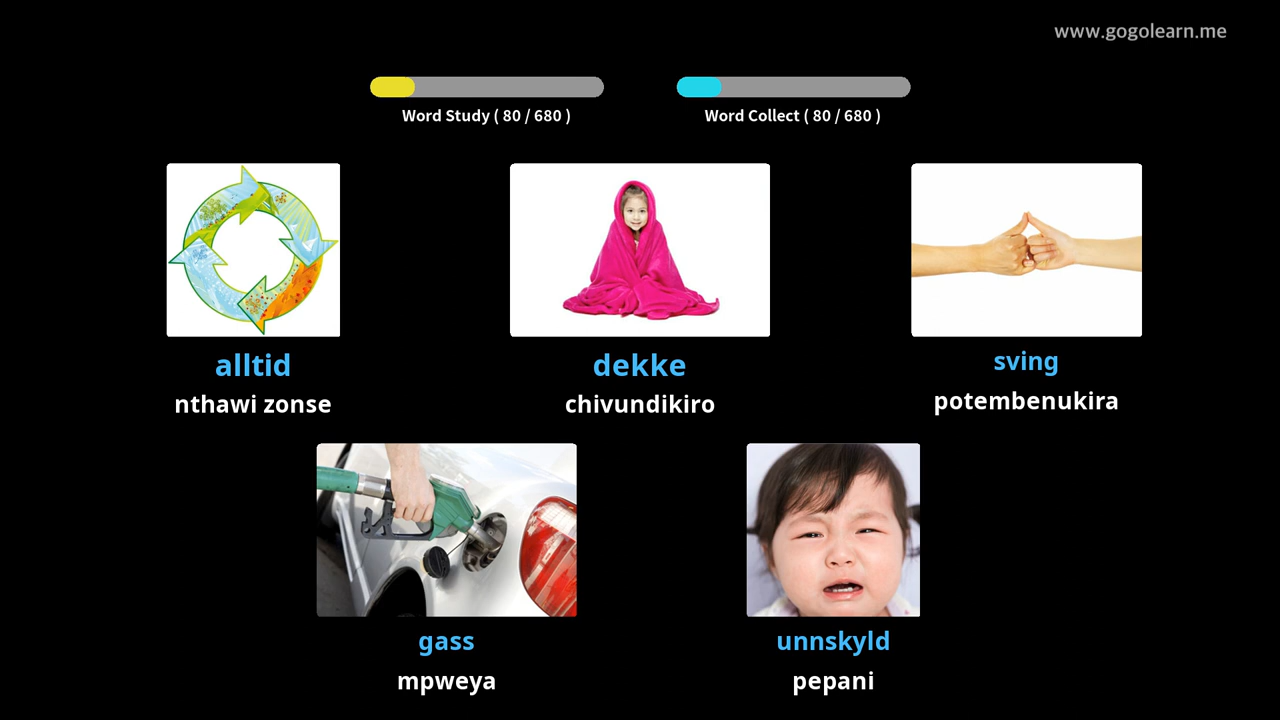 www.gogolearn.me
Word Study ( 80 / 680 )
Word Collect ( 80 / 680 )
alltid
nthawi zonse
dekke
chivundikiro
sving
potembenukira
gass
mpweya
unnskyld
pepani